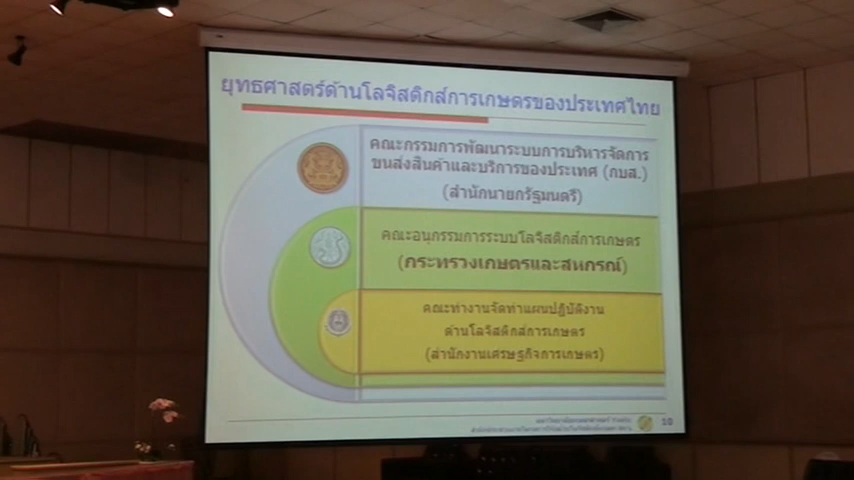 ยุทธศาสตร์ด้านโลจิสติกส์การเกษตรของประเทศไทย
คณะกรรมการพัฒนาระบบการบริหารจัดการ
ขนส่งสินค้าและบริการของประเทศ (กบส.)
(สำนักนายกรัฐมนตรี)
คณะอนุกรรมการระบบโลจิสติกส์การเกษตร
(กระทรวงเกษตรและสหกรณ์)
คณะทำงานจัดทำแผนปฏิบัติงาน
ด้านโลจิสติกส์การเกษตร
(สำนักงานเศรษฐกิจการเกษตร)
10